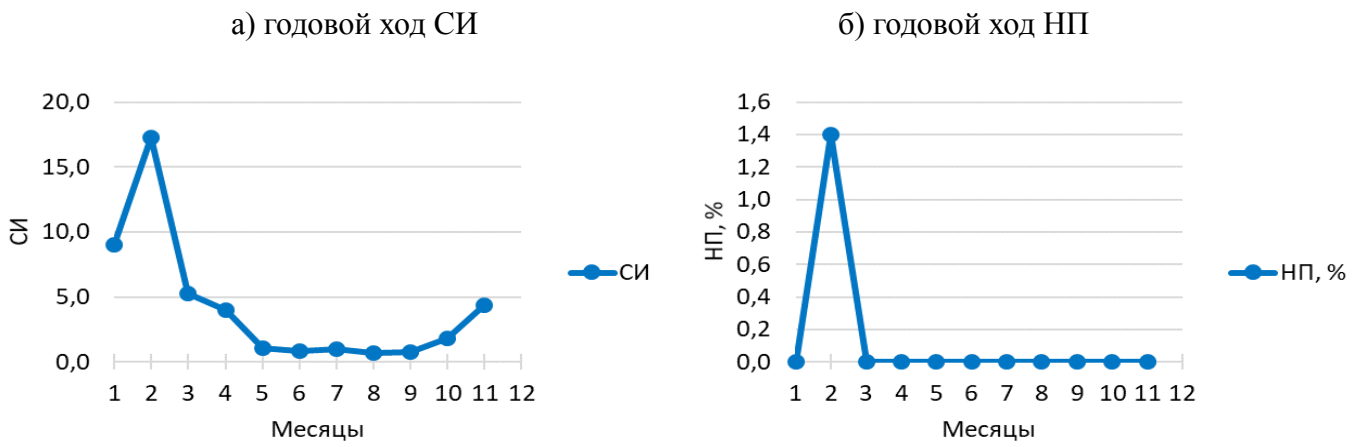 а) годовой ход СИ
20,0
15,0
10,0
5,0
0,0
СИ
1 2 3 4 5 6 7 8 9 10 11 12
Месяцы
СИ
б) годовой ход НП
1,6
1,4
1,2
1,0
0,8
0,6
0,4
0,2
0,0
НП, %
1 2 3 4 5 6 7 8 9 10 11 12
Месяцы
НП, %